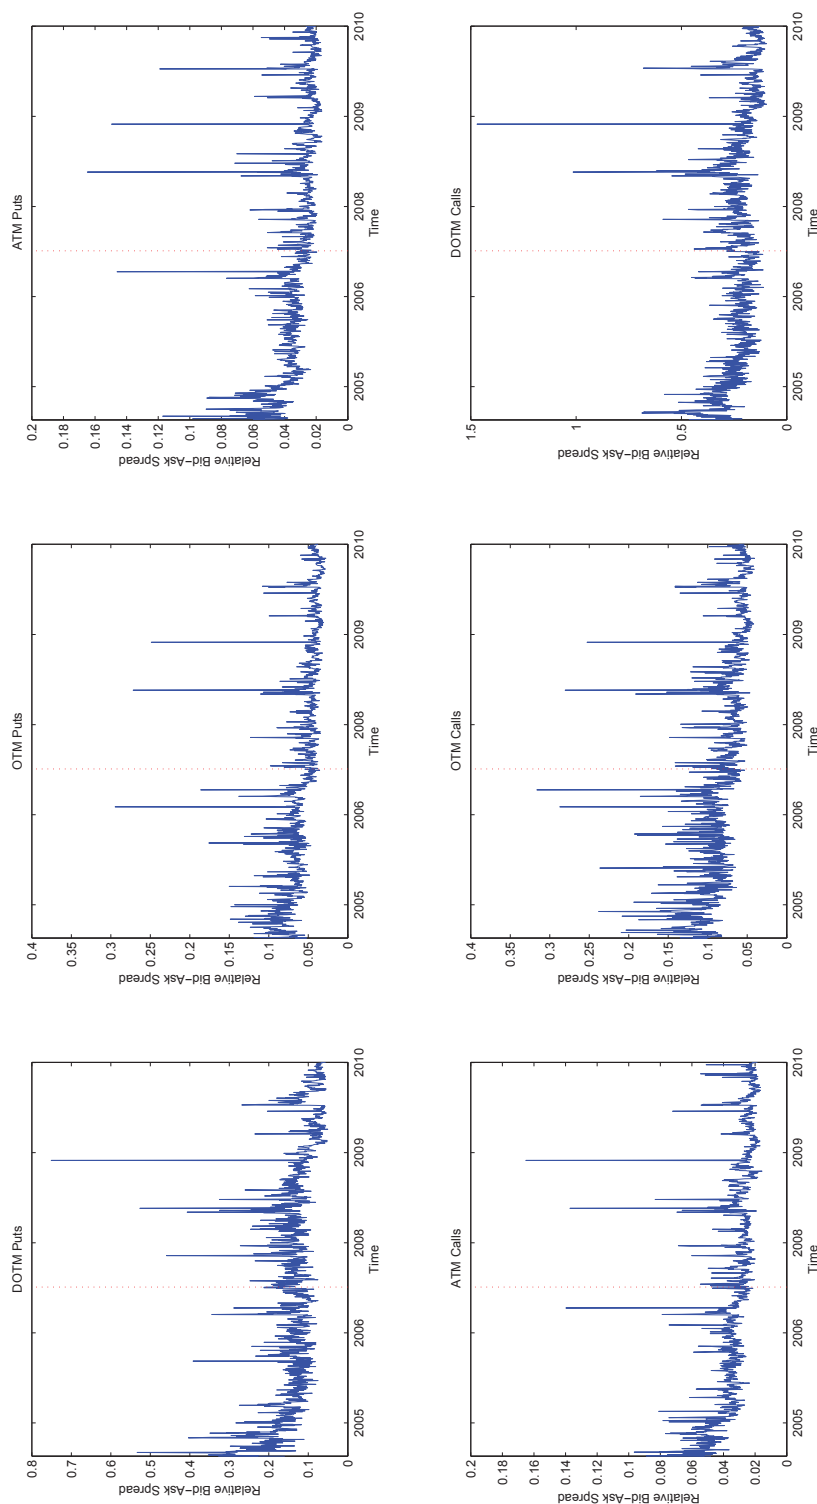 DOTM Puts
0.8
0.7
0.6
0.5
0.4
0.3
0.2
0.1
0
Relative Bid−Ask Spread
2005 2006 2008 2009 2010
Time
OTM Puts
0.4
0.35
0.3
0.25
0.2
0.15
0.1
0.05
0
Relative Bid−Ask Spread
2005 2006 2008 2009 2010
Time
ATM Puts
0.2
0.18
0.16
0.14
0.12
0.1
0.08
0.06
0.04
0.02
0
Relative Bid−Ask Spread
2005 2006 2008 2009 2010
Time
ATM Calls
0.2
0.18
0.16
0.14
0.12
0.1
0.08
0.06
0.04
0.02
0
Relative Bid−Ask Spread
2005 2006 2008 2009 2010
Time
OTM Calls
0.4
0.35
0.3
0.25
0.2
0.15
0.1
0.05
0
Relative Bid−Ask Spread
2005 2006 2008 2009 2010
Time
DOTM Calls
1.5
1
0.5
0
Relative Bid−Ask Spread
2005 2006 2008 2009 2010
Time